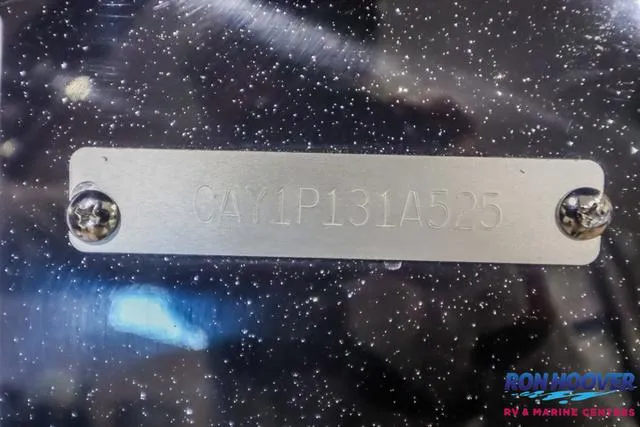 CAY1P131A525
RON HOOVER
RV & MARINE CENTERS